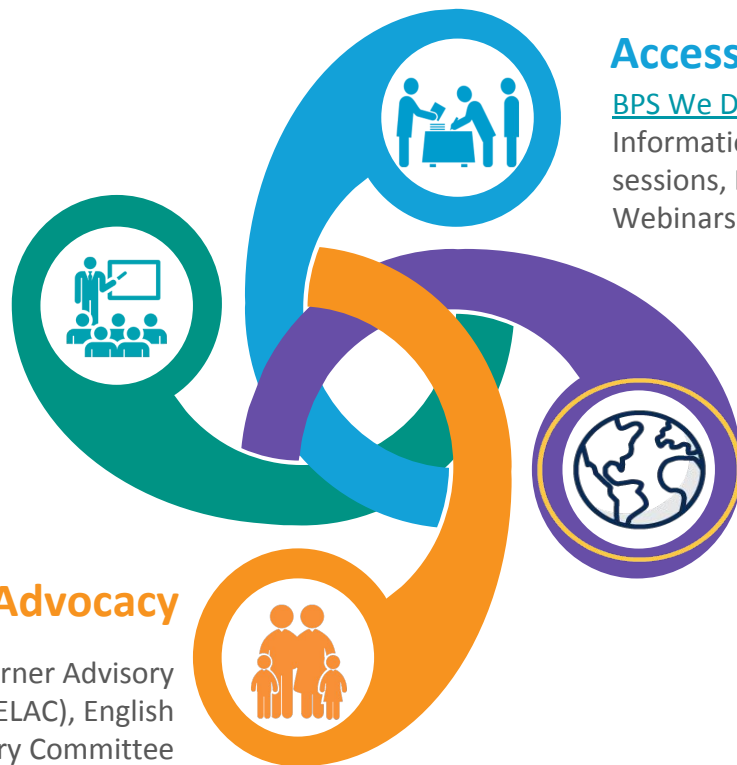 Access
BPS We D
Informatio
sessions,
Webinars
Advocacy
rner Advisory
ELAC), English
ry Committee